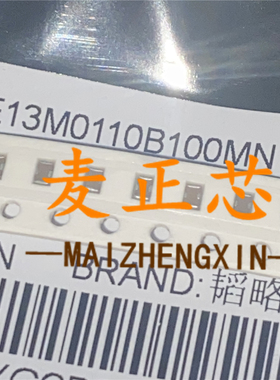 E13M0110B100MN
麦正芯
—MAIZHENGXIN—
N BRAND: 韬略